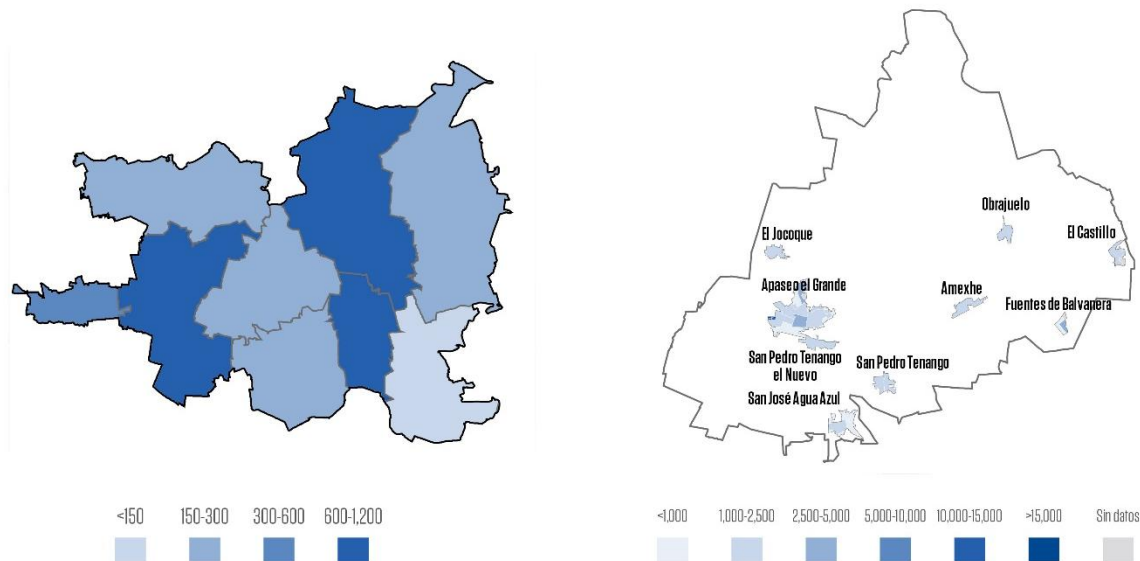 Obrajuelo
El Jocoque
El Castillo
Apaseo el Grande
Amexhe
Fuentes de Balvanera
San Pedro Tenango
el Nuevo
San Pedro Tenango
San José Agua Azul
<150 150-300 300-600 600-1,200
<1,000 1,000-2,500 2,500-5,000 5,000-10,000 10,000-15,000 >15,000 Sin datos